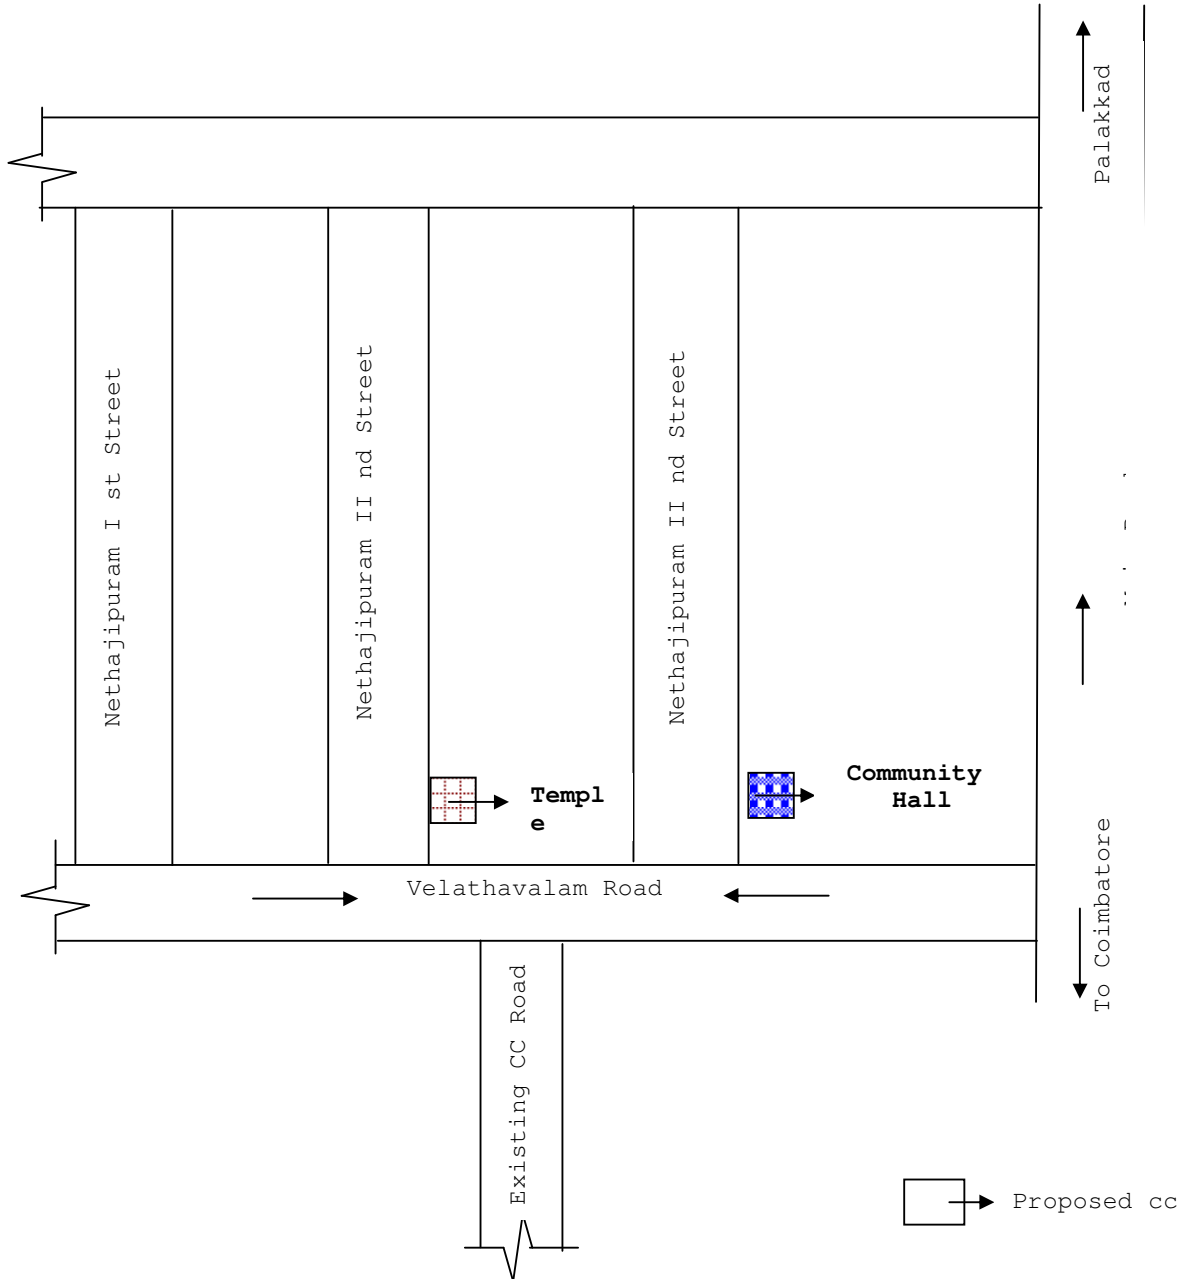 Palakkad
Nethajipuram I st Street
Nethajipuram II nd Street
Nethajipuram II nd Street
Templ
e
Community
Hall
Velathavalam Road
To Coimbatore
Existing CC Road
Proposed cc